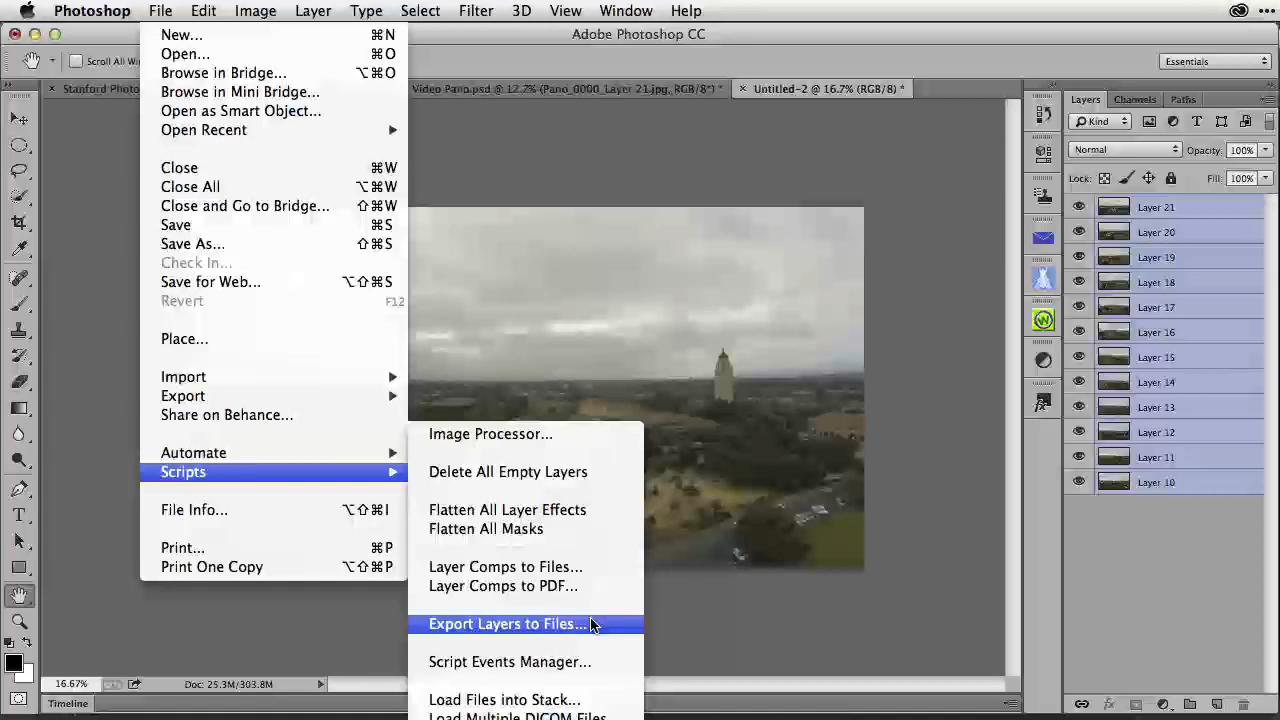 Photoshop File Edit Image Layer Type Select Filter 3D View Window Help
Adobe Photoshop CC
Essentials
Stanford Photo
Video Pano.psd @ 12.7% (Pano_0000_Layer 21.jpg, RGB/8*) *
× Untitled-2 @ 16.7% (RGB/8) *
New... ⌘N
Open... ⌘O
Browse in Bridge... ⌥⌘O
Browse in Mini Bridge...
Open as Smart Object...
Open Recent
Close ⌘W
Close All ⌥⌘W
Close and Go to Bridge... ⇧⌘W
Save ⌘S
Save As... ⇧⌘S
Check In...
Save for Web... ⌥⇧⌘S
Revert F12
Place...
Import
Export
Share on Behance...
Automate
Scripts
File Info... ⌥⇧⌘I
Print... ⌘P
Print One Copy ⌥⇧⌘P
Image Processor...
Delete All Empty Layers
Flatten All Layer Effects
Flatten All Masks
Layer Comps to Files...
Layer Comps to PDF...
Export Layers to Files...
Script Events Manager...
Load Files into Stack...
Load Multiple DICOM Files
Layers Channels Paths
Kind
Normal Opacity: 100%
Lock: Fill: 100%
Layer 21
Layer 20
Layer 19
Layer 18
Layer 17
Layer 16
Layer 15
Layer 14
Layer 13
Layer 12
Layer 11
Layer 10
16.67% Doc: 25.3M/303.8M
Timeline